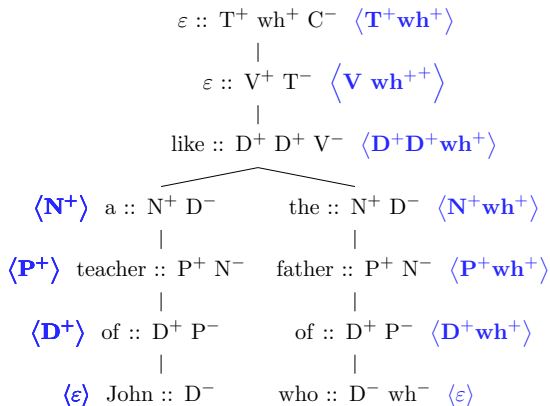 ε :: T⁺ wh⁺ C⁻ ⟨T⁺wh⁺⟩
ε :: V⁺ T⁻ ⟨V wh⁺⁺⟩
like :: D⁺ D⁺ V⁻ ⟨D⁺D⁺wh⁺⟩
⟨N⁺⟩ a :: N⁺ D⁻ the :: N⁺ D⁻ ⟨N⁺wh⁺⟩
⟨P⁺⟩ teacher :: P⁺ N⁻ father :: P⁺ N⁻ ⟨P⁺wh⁺⟩
⟨D⁺⟩ of :: D⁺ P⁻ of :: D⁺ P⁻ ⟨D⁺wh⁺⟩
⟨ε⟩ John :: D⁻ who :: D⁻ wh⁻ ⟨ε⟩